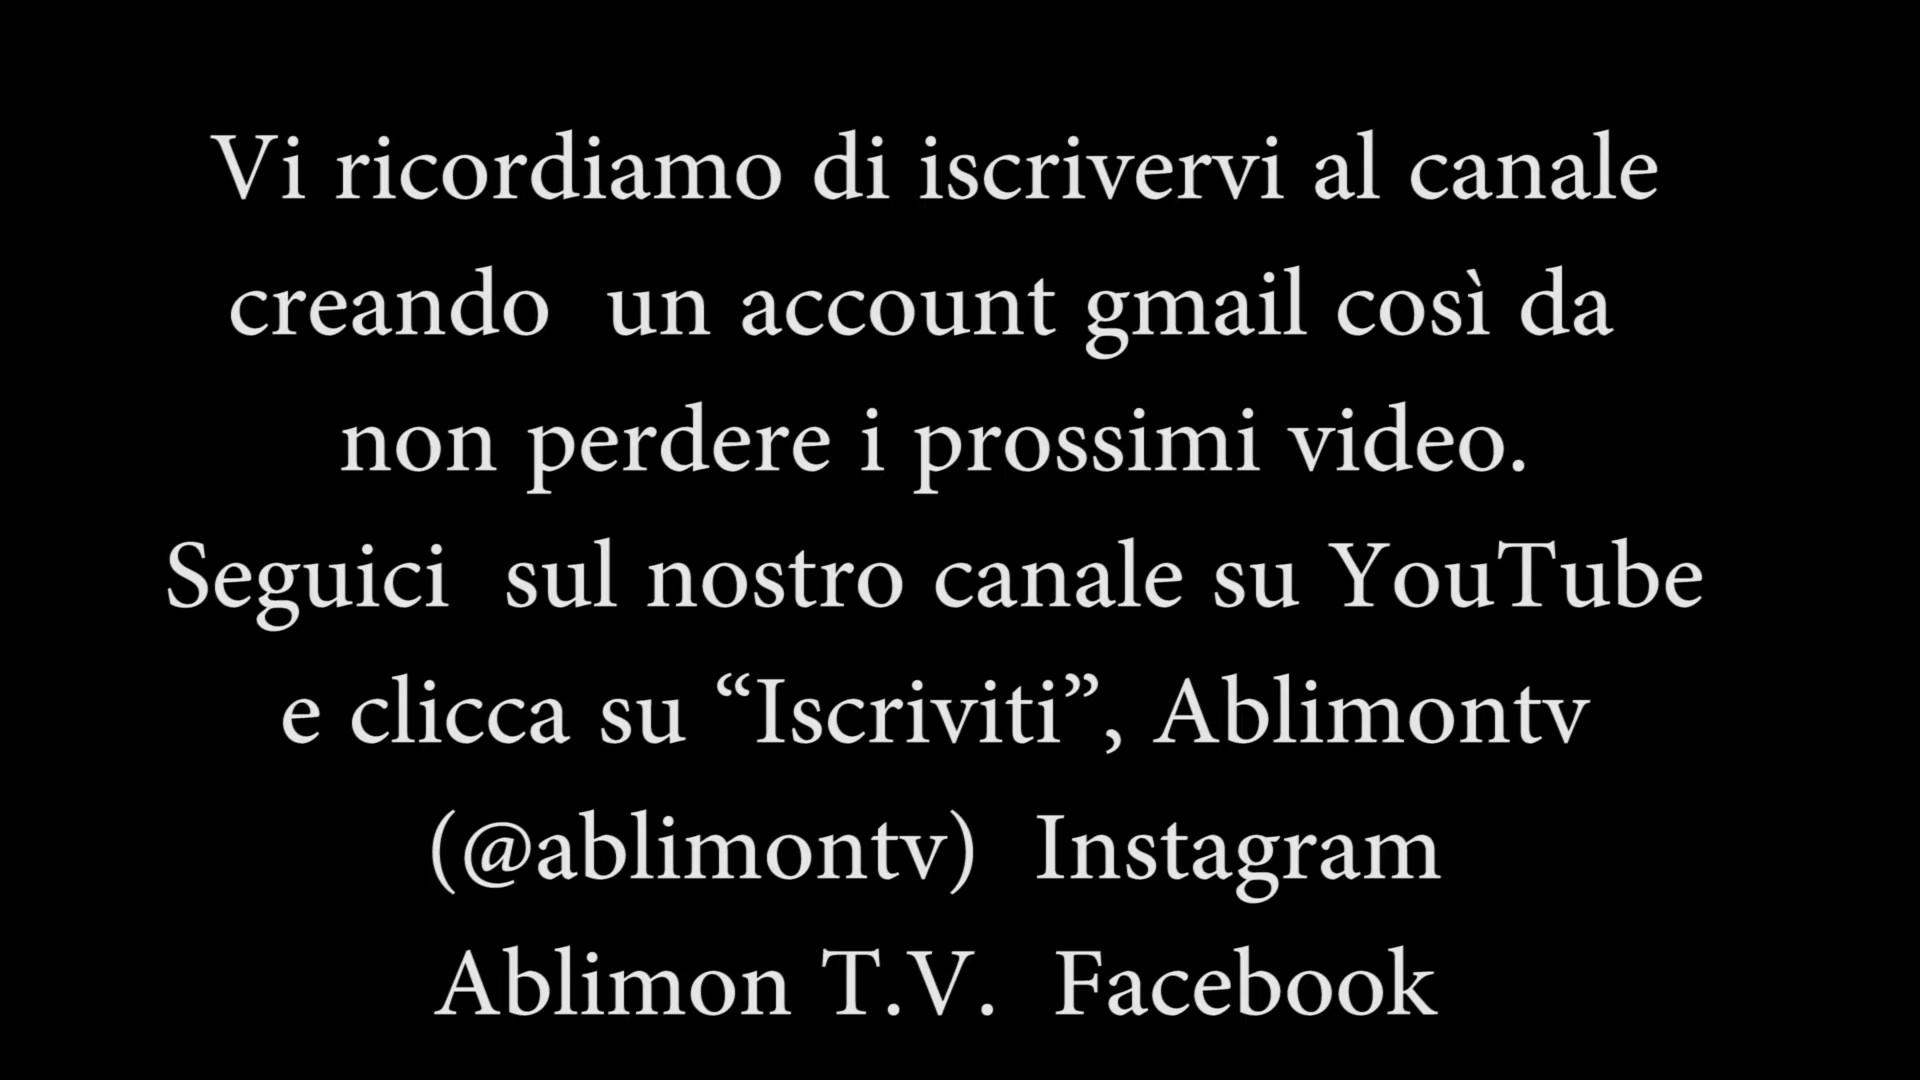 Vi ricordiamo di iscrivervi al canale
creando  un account gmail così da
non perdere i prossimi video.
Seguici  sul nostro canale su YouTube
e clicca su “Iscriviti”, Ablimontv
(@ablimontv)  Instagram
Ablimon T.V.  Facebook